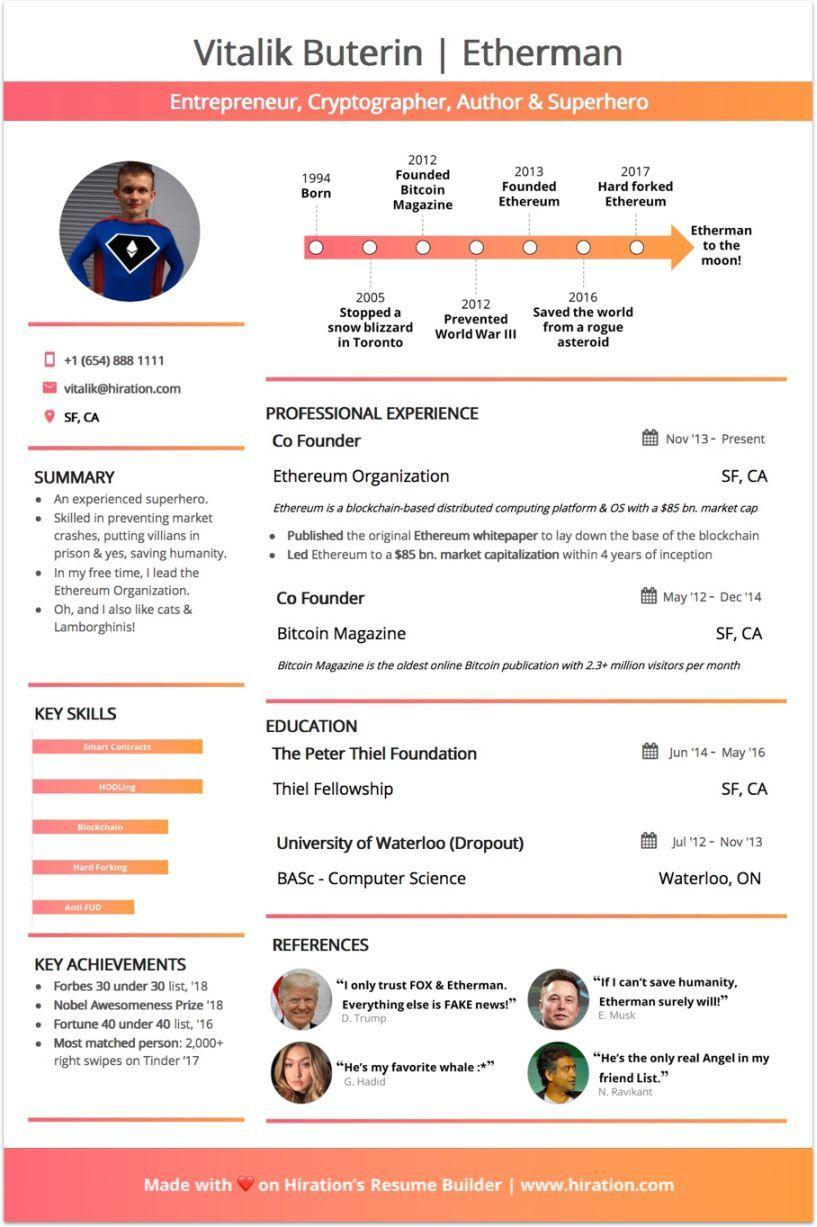 Vitalik Buterin | Etherman
Entrepreneur, Cryptographer, Author & Superhero
1994
Born
2012
Founded
Bitcoin
Magazine
2013
Founded
Ethereum
2017
Hard forked
Ethereum
Etherman
to the
moon!
2005
Stopped a
snow blizzard
in Toronto
2012
Prevented
World War III
2016
Saved the world
from a rogue
asteroid
+1 (654) 888 1111
vitalik@hiration.com
SF, CA
SUMMARY
• An experienced superhero.
• Skilled in preventing market
crashes, putting villians in
prison & yes, saving humanity.
• In my free time, I lead the
Ethereum Organization.
• Oh, and I also like cats &
Lamborghinis!
KEY SKILLS
Smart Contracts
HODLing
Blockchain
Hard Forking
Anti FUD
KEY ACHIEVEMENTS
• Forbes 30 under 30 list, '18
• Nobel Awesomeness Prize '18
• Fortune 40 under 40 list, '16
• Most matched person: 2,000+
right swipes on Tinder '17
PROFESSIONAL EXPERIENCE
Co Founder Nov '13 - Present
Ethereum Organization SF, CA
Ethereum is a blockchain-based distributed computing platform & OS with a $85 bn. market cap
• Published the original Ethereum whitepaper to lay down the base of the blockchain
• Led Ethereum to a $85 bn. market capitalization within 4 years of inception
Co Founder May '12 - Dec '14
Bitcoin Magazine SF, CA
Bitcoin Magazine is the oldest online Bitcoin publication with 2.3+ million visitors per month
EDUCATION
The Peter Thiel Foundation Jun '14 - May '16
Thiel Fellowship SF, CA
University of Waterloo (Dropout) Jul '12 - Nov '13
BASc - Computer Science Waterloo, ON
REFERENCES
“I only trust FOX & Etherman.
Everything else is FAKE news!”
D. Trump
“If I can’t save humanity,
Etherman surely will!”
E. Musk
“He’s my favorite whale :*”
G. Hadid
“He’s the only real Angel in my
friend List.”
N. Ravikant
Made with ❤️ on Hiration’s Resume Builder | www.hiration.com